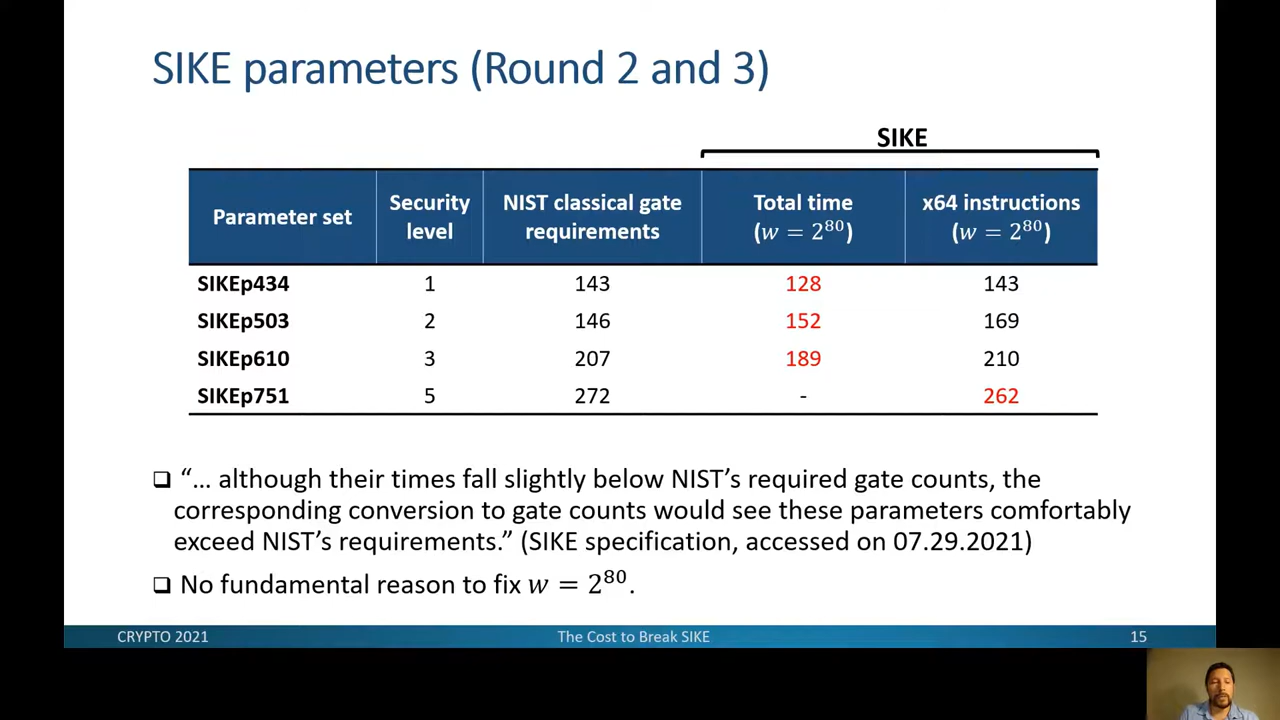 SIKE parameters (Round 2 and 3)
SIKE
Parameter set | Security level | NIST classical gate requirements | Total time (w = 2^80) | x64 instructions (w = 2^80)
SIKEp434 | 1 | 143 | 128 | 143
SIKEp503 | 2 | 146 | 152 | 169
SIKEp610 | 3 | 207 | 189 | 210
SIKEp751 | 5 | 272 | - | 262
❑ “… although their times fall slightly below NIST’s required gate counts, the
corresponding conversion to gate counts would see these parameters comfortably
exceed NIST’s requirements.” (SIKE specification, accessed on 07.29.2021)
❑ No fundamental reason to fix w = 2^80.
CRYPTO 2021 The Cost to Break SIKE 15